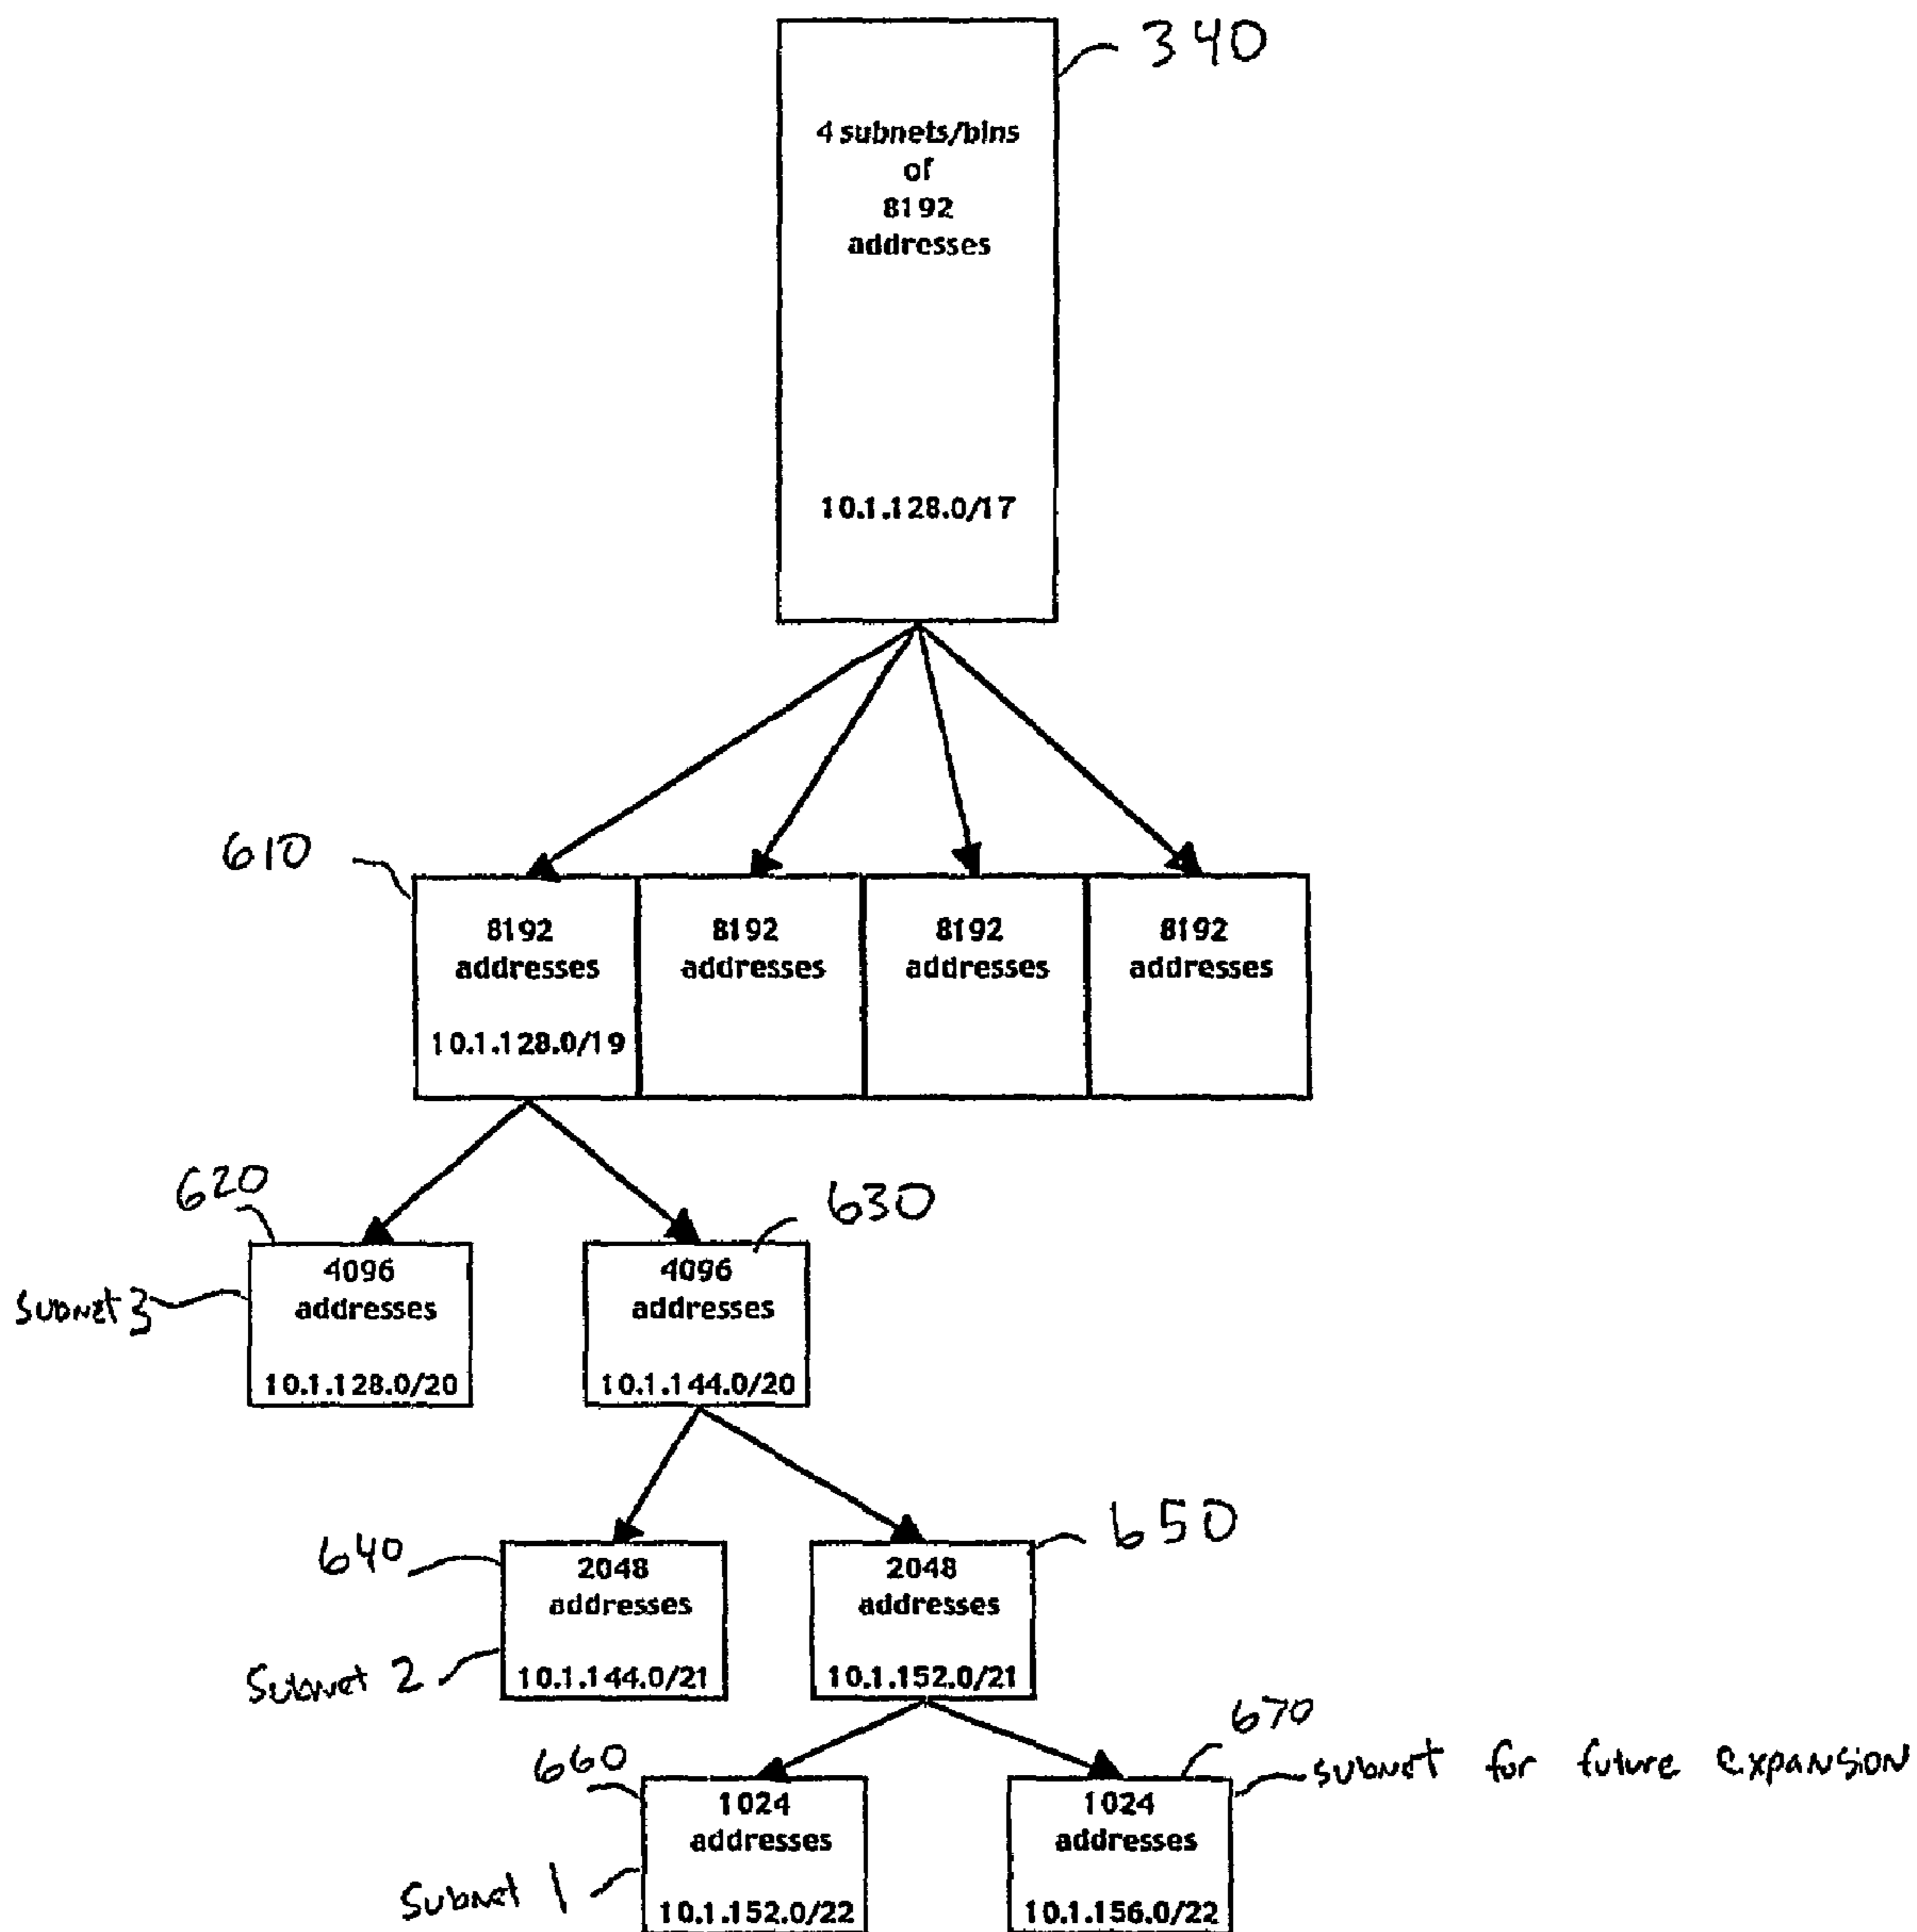 340
4 subnets/bins
of
8192
addresses
10.1.128.0/17
610
8192
addresses
10.1.128.0/19
8192
addresses
8192
addresses
8192
addresses
620
630
Subnet 3
4096
addresses
10.1.128.0/20
4096
addresses
10.1.144.0/20
640
650
Subnet 2
2048
addresses
10.1.144.0/21
2048
addresses
10.1.152.0/21
660
670
subnet for future expansion
Subnet 1
1024
addresses
10.1.152.0/22
1024
addresses
10.1.156.0/22